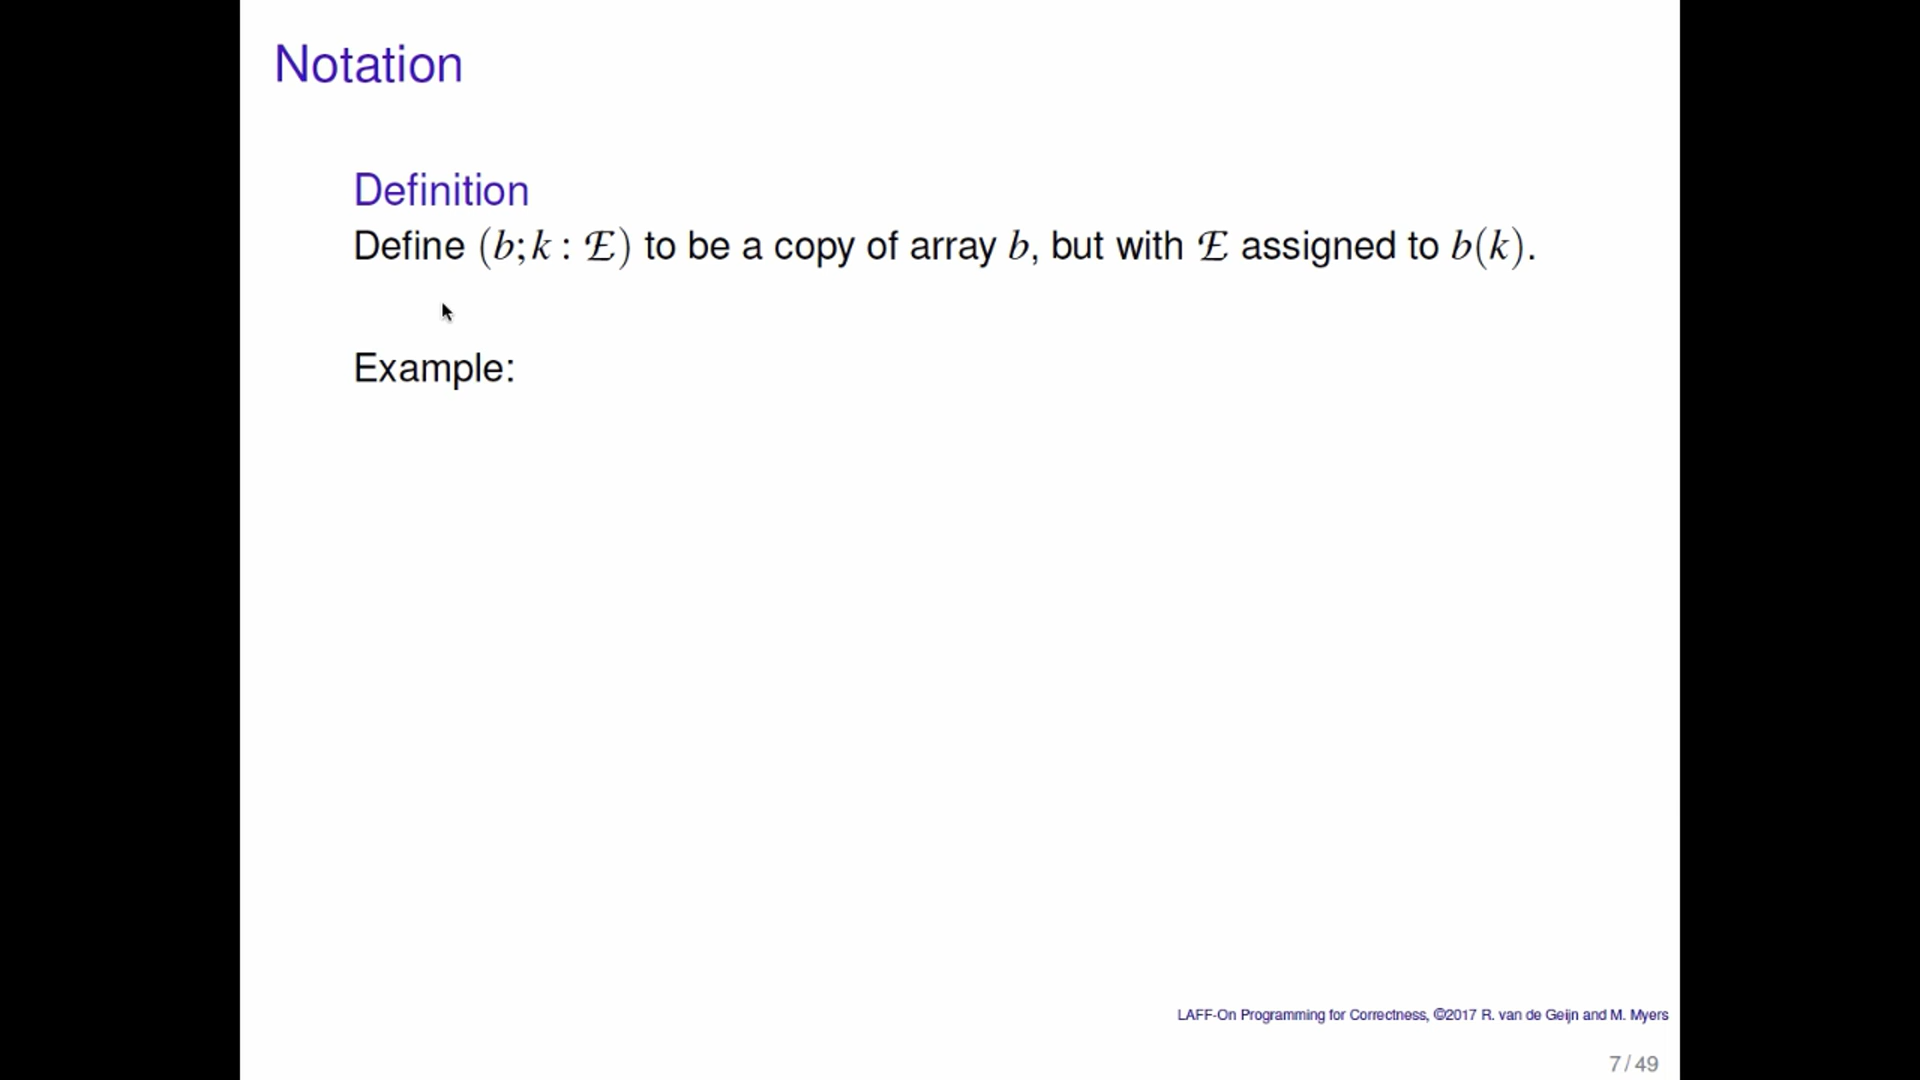 Notation
Definition
Define (b;k : ℰ) to be a copy of array b, but with ℰ assigned to b(k).
Example:
LAFF-On Programming for Correctness, ©2017 R. van de Geijn and M. Myers
7 / 49